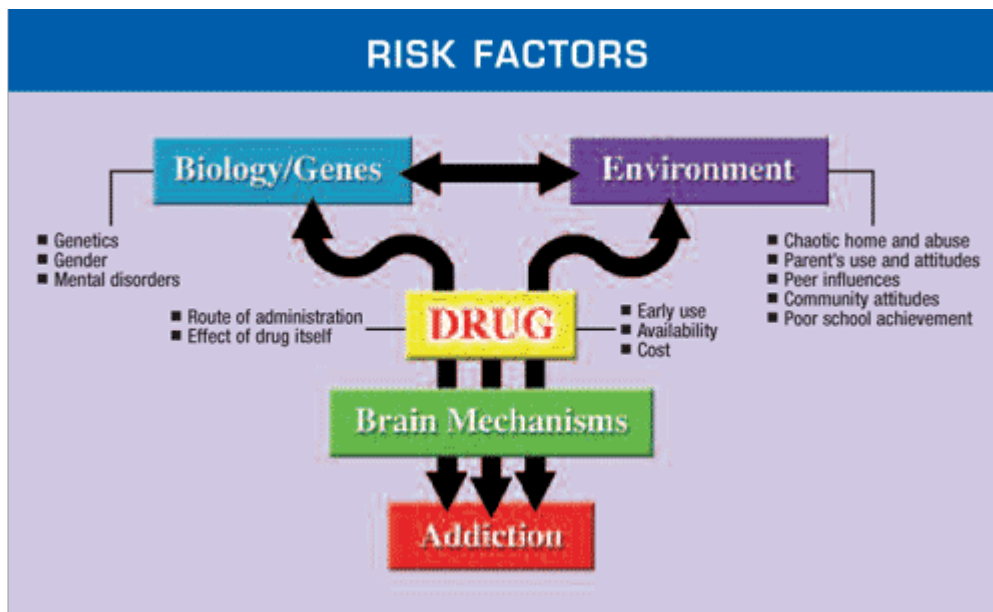 RISK FACTORS
Biology/Genes
Environment
■ Genetics
■ Gender
■ Mental disorders
■ Chaotic home and abuse
■ Parent's use and attitudes
■ Peer influences
■ Community attitudes
■ Poor school achievement
■ Route of administration
■ Effect of drug itself
DRUG
■ Early use
■ Availability
■ Cost
Brain Mechanisms
Addiction